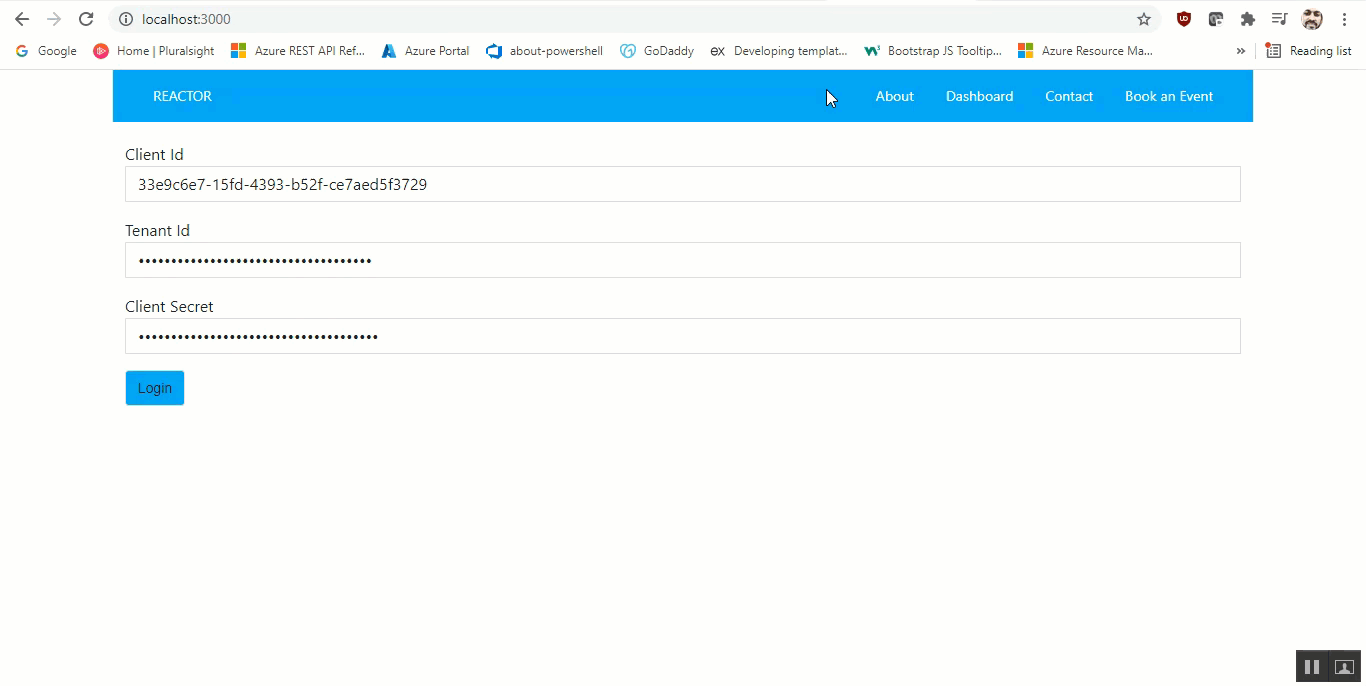 localhost:3000
Google Home | Pluralsight Azure REST API Ref... Azure Portal about-powershell GoDaddy ex Developing templat... Bootstrap JS Tooltip... Azure Resource Ma... » Reading list
REACTOR About Dashboard Contact Book an Event
Client Id
33e9c6e7-15fd-4393-b52f-ce7aed5f3729
Tenant Id
••••••••••••••••••••••••••••••••••••
Client Secret
•••••••••••••••••••••••••••••••••••••
Login